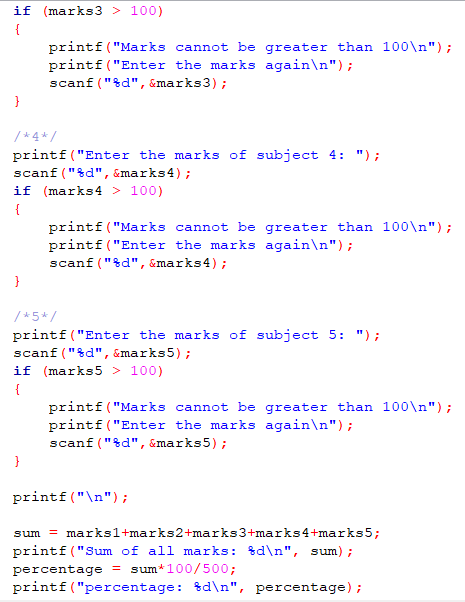 if (marks3 > 100)
{
printf("Marks cannot be greater than 100\n");
printf("Enter the marks again\n");
scanf("%d",&marks3);
}
/*4*/
printf("Enter the marks of subject 4: ");
scanf("%d",&marks4);
if (marks4 > 100)
{
printf("Marks cannot be greater than 100\n");
printf("Enter the marks again\n");
scanf("%d",&marks4);
}
/*5*/
printf("Enter the marks of subject 5: ");
scanf("%d",&marks5);
if (marks5 > 100)
{
printf("Marks cannot be greater than 100\n");
printf("Enter the marks again\n");
scanf("%d",&marks5);
}
printf("\n");
sum = marks1+marks2+marks3+marks4+marks5;
printf("Sum of all marks: %d\n", sum);
percentage = sum*100/500;
printf("percentage: %d\n", percentage);